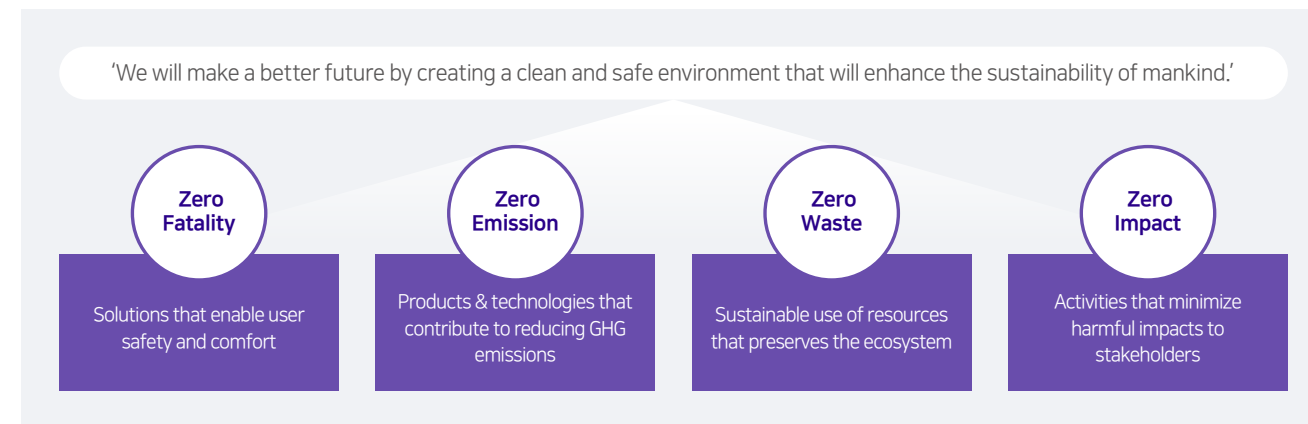 'We will make a better future by creating a clean and safe environment that will enhance the sustainability of mankind.'
Zero
Fatality
Solutions that enable user
safety and comfort
Zero
Emission
Products & technologies that
contribute to reducing GHG
emissions
Zero
Waste
Sustainable use of resources
that preserves the ecosystem
Zero
Impact
Activities that minimize
harmful impacts to
stakeholders